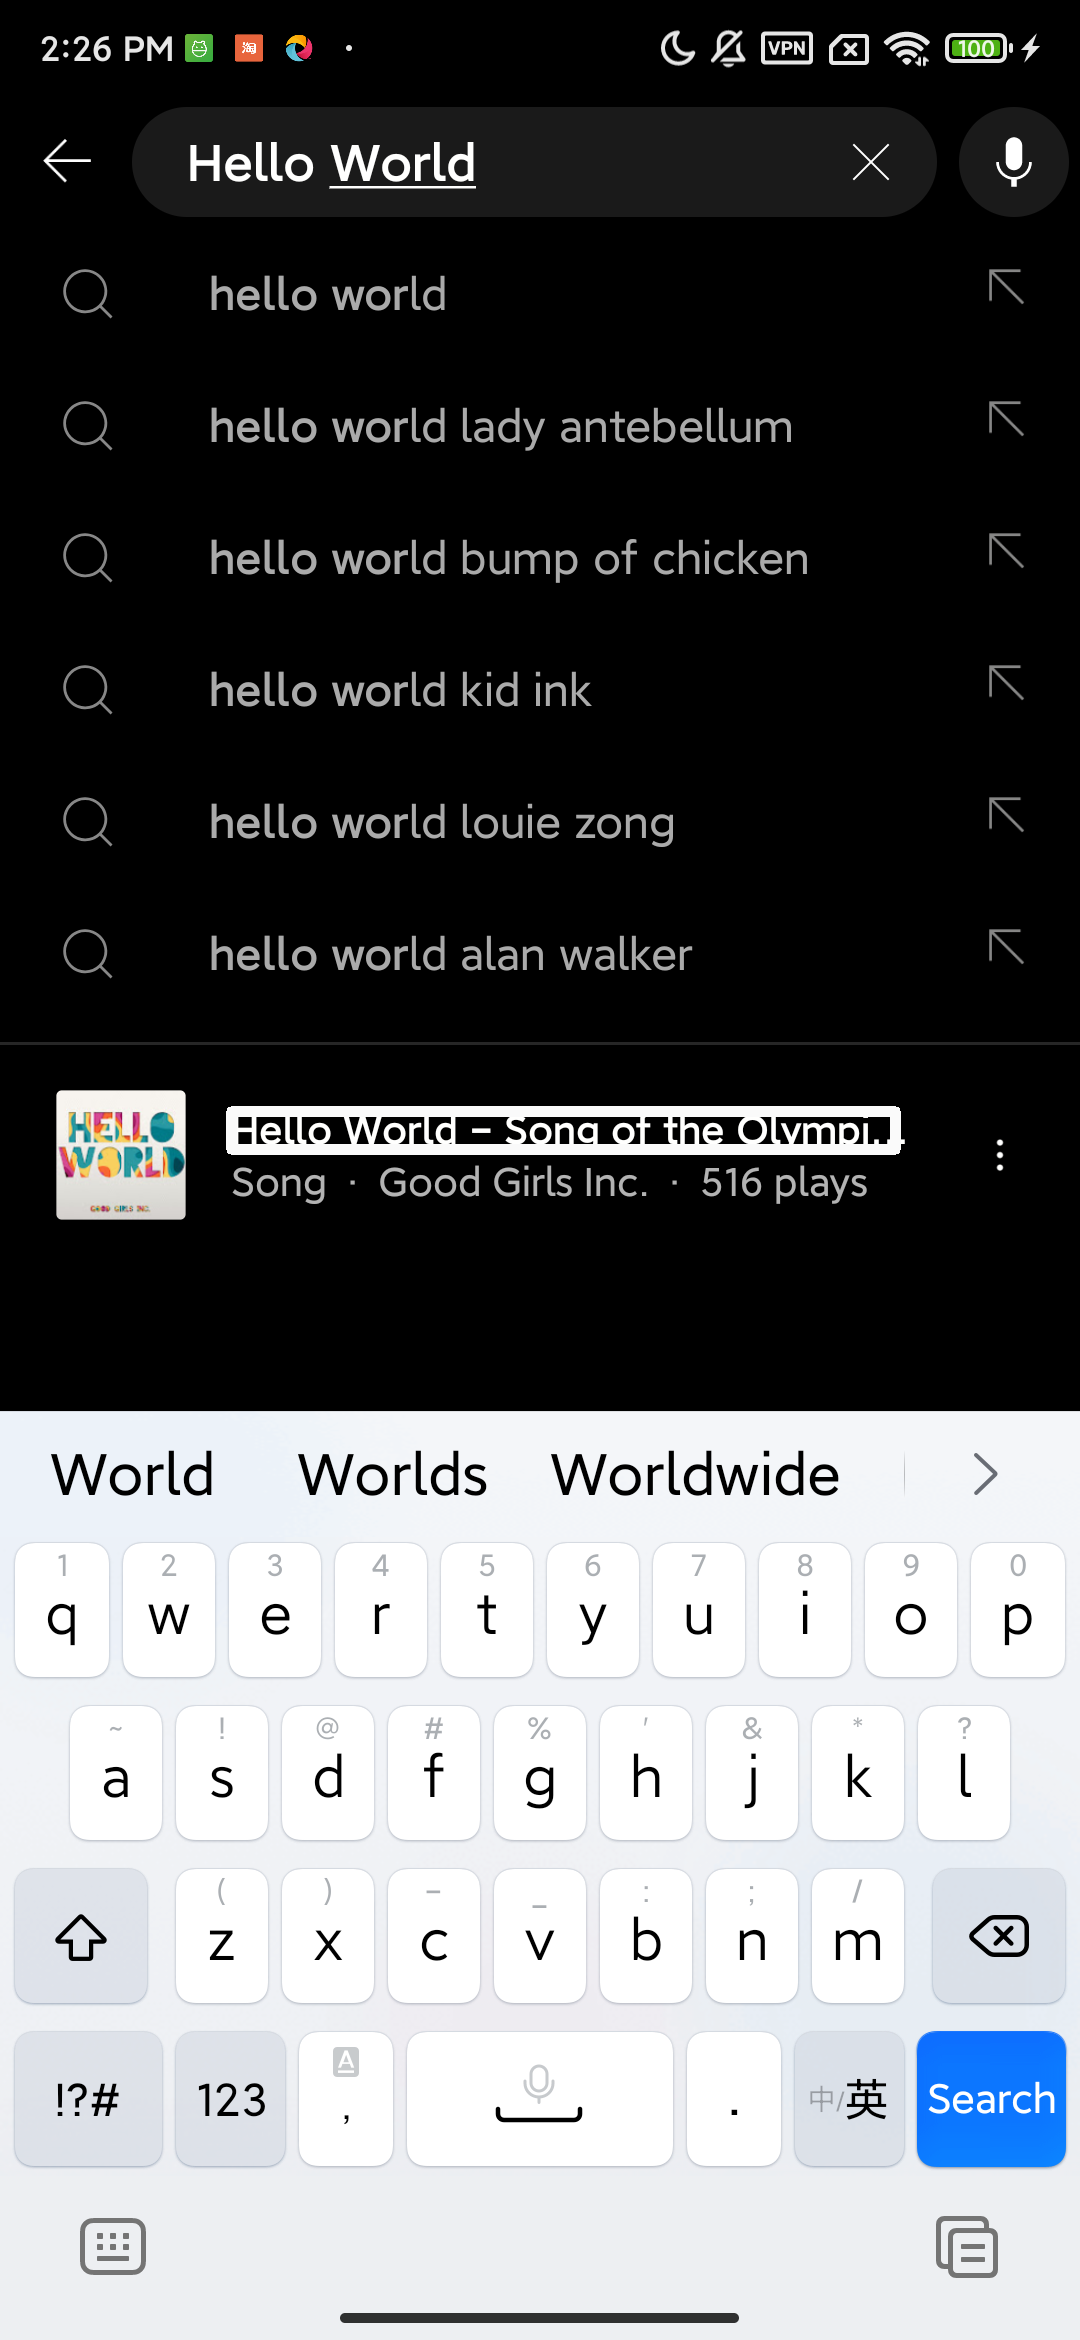 2:26 PM
VPN
100
Hello World
hello world
hello world lady antebellum
hello world bump of chicken
hello world kid ink
hello world louie zong
hello world alan walker
HELLO
WORLD
GOOD GIRLS INC.
Hello World – Song of the Olympi...
Song · Good Girls Inc. · 516 plays
World Worlds Worldwide
1 2 3 4 5 6 7 8 9 0
q w e r t y u i o p
~ ! @ # % ' & * ?
a s d f g h j k l
( ) – _ : ; /
z x c v b n m
!?# 123 A , . 中/英 Search